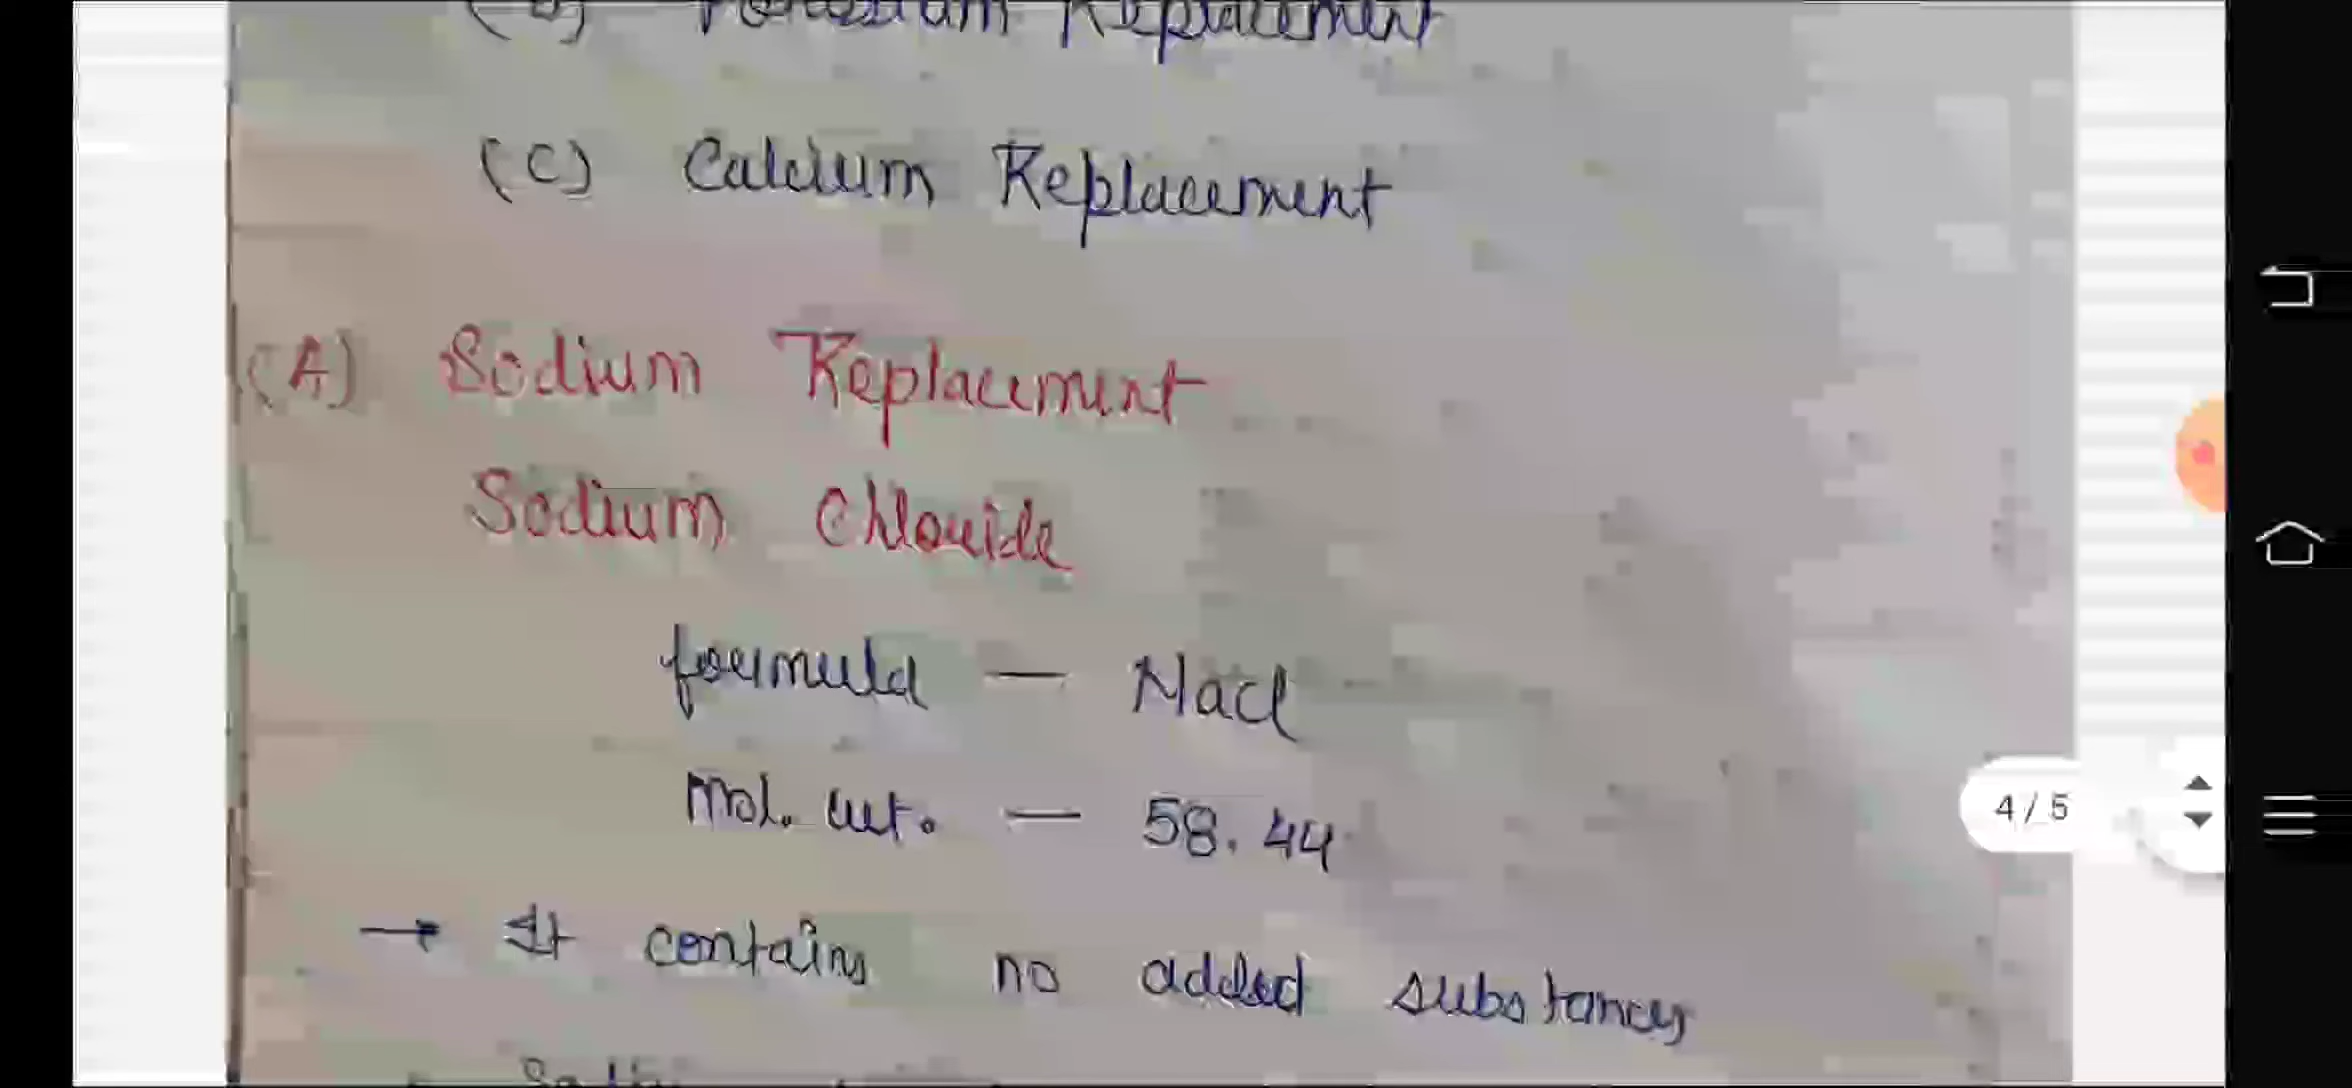 Replacement
(C) Calcium Replacement
(A) Sodium Replacement
Sodium Chloride
formula — Nacl
Mol. wt. — 58.44
4/5
→ It contains no added substances